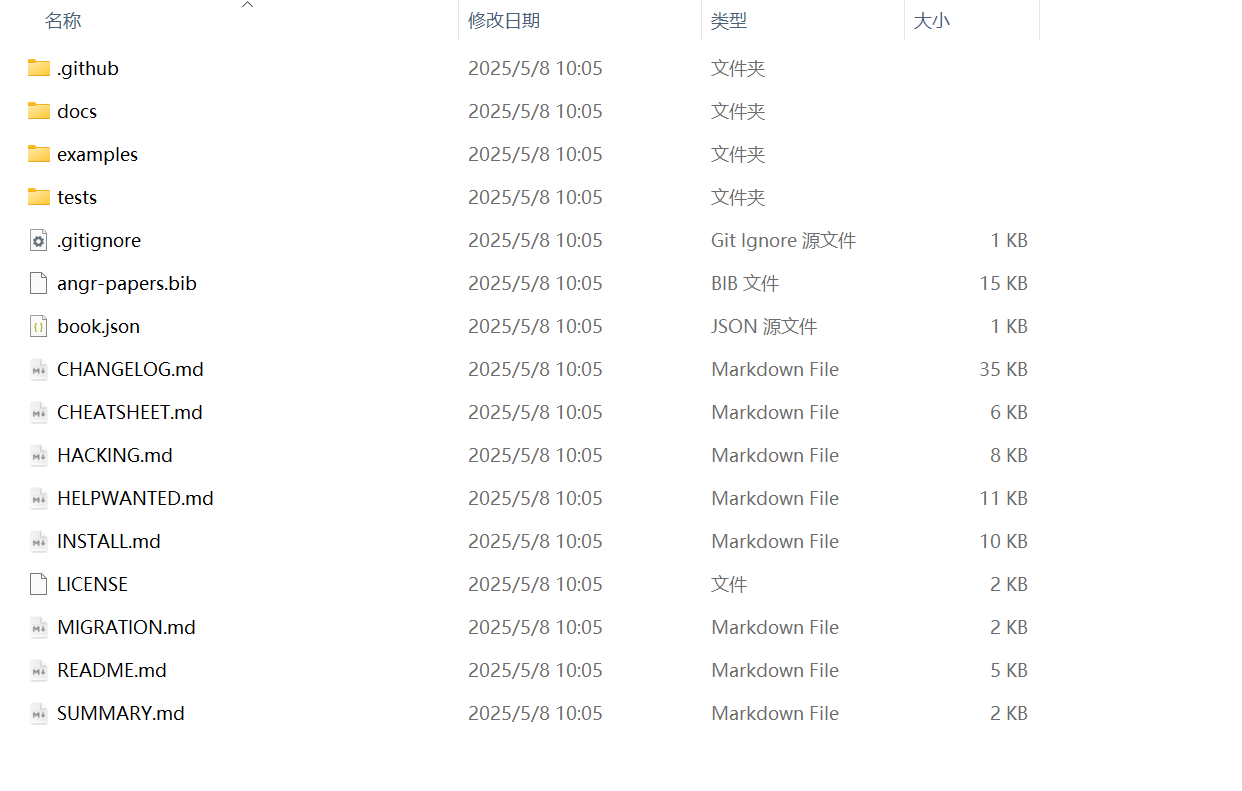 名称 修改日期 类型 大小
.github 2025/5/8 10:05 文件夹
docs 2025/5/8 10:05 文件夹
examples 2025/5/8 10:05 文件夹
tests 2025/5/8 10:05 文件夹
.gitignore 2025/5/8 10:05 Git Ignore 源文件 1 KB
angr-papers.bib 2025/5/8 10:05 BIB 文件 15 KB
book.json 2025/5/8 10:05 JSON 源文件 1 KB
CHANGELOG.md 2025/5/8 10:05 Markdown File 35 KB
CHEATSHEET.md 2025/5/8 10:05 Markdown File 6 KB
HACKING.md 2025/5/8 10:05 Markdown File 8 KB
HELPWANTED.md 2025/5/8 10:05 Markdown File 11 KB
INSTALL.md 2025/5/8 10:05 Markdown File 10 KB
LICENSE 2025/5/8 10:05 文件 2 KB
MIGRATION.md 2025/5/8 10:05 Markdown File 2 KB
README.md 2025/5/8 10:05 Markdown File 5 KB
SUMMARY.md 2025/5/8 10:05 Markdown File 2 KB